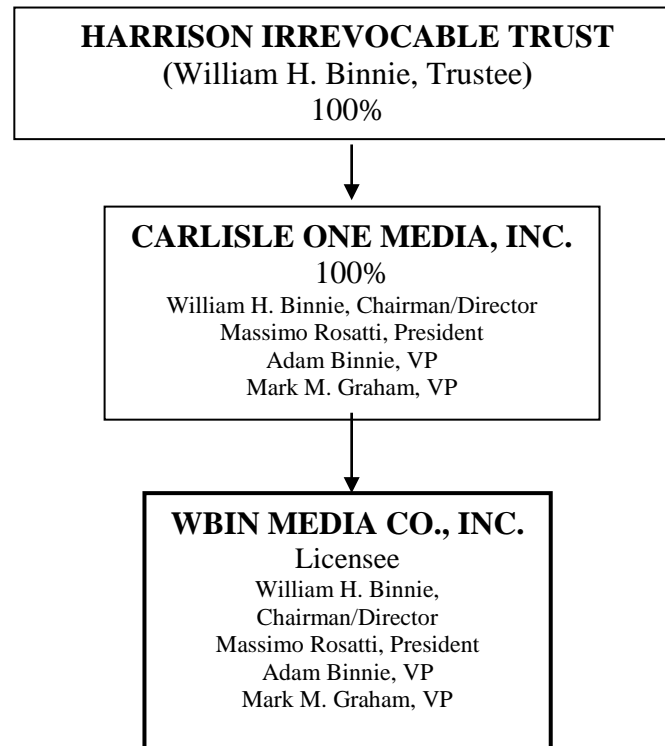 HARRISON IRREVOCABLE TRUST
(William H. Binnie, Trustee)
100%
CARLISLE ONE MEDIA, INC.
100%
William H. Binnie, Chairman/Director
Massimo Rosatti, President
Adam Binnie, VP
Mark M. Graham, VP
WBIN MEDIA CO., INC.
Licensee
William H. Binnie,
Chairman/Director
Massimo Rosatti, President
Adam Binnie, VP
Mark M. Graham, VP